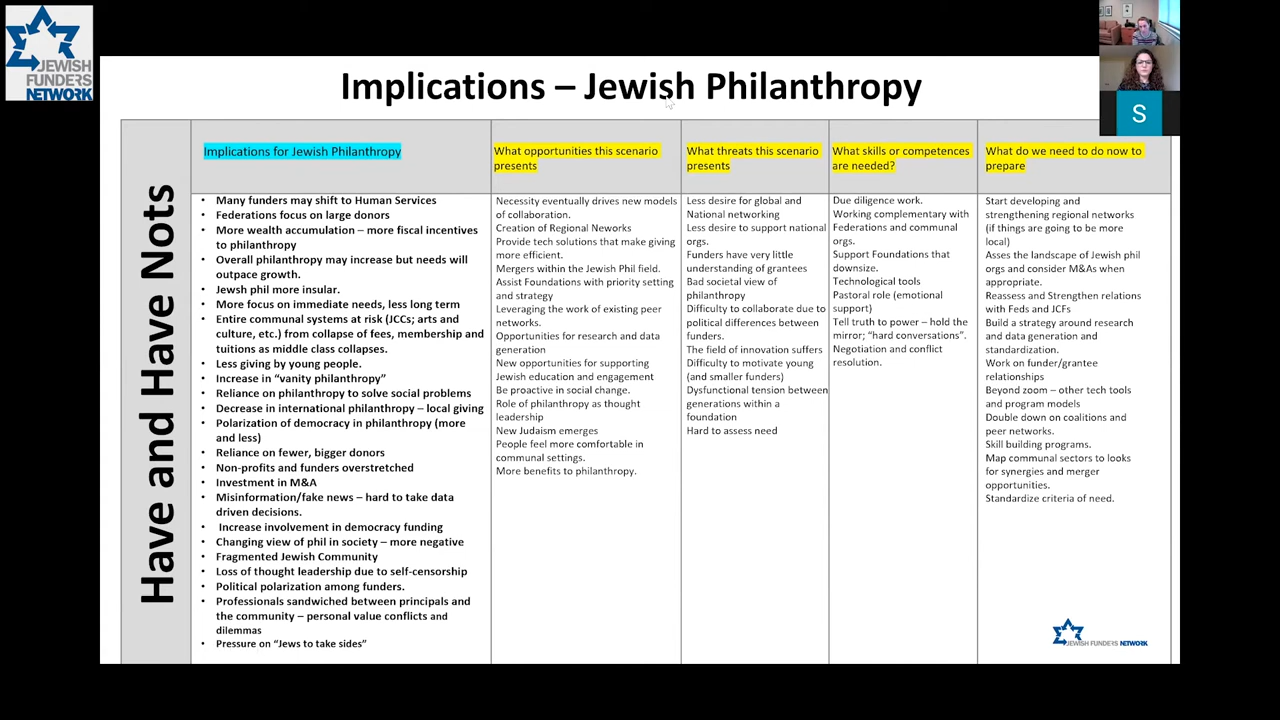 JEWISH
FUNDERS
NETWORK
Implications – Jewish Philanthropy
S
Have and Have Nots
Implications for Jewish Philanthropy
• Many funders may shift to Human Services
• Federations focus on large donors
• More wealth accumulation – more fiscal incentives
to philanthropy
• Overall philanthropy may increase but needs will
outpace growth.
• Jewsh phil more insular.
• More focus on immediate needs, less long term
• Entire communal systems at risk (JCCs; arts and
culture, etc.) from collapse of fees, membership and
tuitions as middle class collapses.
• Less giving by young people.
• Increase in “vanity philanthropy”
• Reliance on philanthropy to solve social problems
• Decrease in international philanthropy – local giving
• Polarization of democracy in philanthropy (more
and less)
• Reliance on fewer, bigger donors
• Non-profits and funders overstretched
• Investment in M&A
• Misinformation/fake news – hard to take data
driven decisions.
• Increase involvement in democracy funding
• Changing view of phil in society – more negative
• Fragmented Jewish Community
• Loss of thought leadership due to self-censorship
• Political polarization among funders.
• Professionals sandwiched between principals and
the community – personal value conflicts and
dilemmas
• Pressure on “Jews to take sides”
What opportunities this scenario
presents
Necessity eventually drives new models
of collaboration.
Creation of Regional Neworks
Provide tech solutions that make giving
more efficient.
Mergers within the Jewish Phil field.
Assist Foundations with priority setting
and strategy
Leveraging the work of existing peer
networks.
Opportunities for research and data
generation
New opportunities for supporting
Jewish education and engagement
Be proactive in social change.
Role of philanthropy as thought
leadership
New Judaism emerges
People feel more comfortable in
communal settings.
More benefits to philanthropy.
What threats this scenario
presents
Less desire for global and
National networking
Less desire to support national
orgs.
Funders have very little
understanding of grantees
Bad societal view of
philanthropy
Difficulty to collaborate due to
political differences between
funders.
The field of innovation suffers
Difficulty to motivate young
(and smaller funders)
Dysfunctional tension between
generations within a
foundation
Hard to assess need
What skills or competences
are needed?
Due diligence work.
Working complementary with
Federations and communal
orgs.
Support Foundations that
downsize.
Technological tools
Pastoral role (emotional
support)
Tell truth to power – hold the
mirror; “hard conversations”.
Negotiation and conflict
resolution.
What do we need to do now to
prepare
Start developing and
strengthening regional networks
(if things are going to be more
local)
Asses the landscape of Jewish phil
orgs and consider M&As when
appropriate.
Reassess and Strengthen relations
with Feds and JCFs
Build a strategy around research
and data generation and
standardization.
Work on funder/grantee
relationships
Beyond zoom – other tech tools
and program models
Double down on coalitions and
peer networks.
Skill building programs.
Map communal sectors to looks
for synergies and merger
opportunities.
Standardize criteria of need.
JEWISH FUNDERS NETWORK